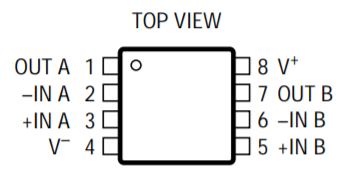 TOP VIEW
OUT A 1 8 V⁺
–IN A 2 7 OUT B
+IN A 3 6 –IN B
V⁻ 4 5 +IN B